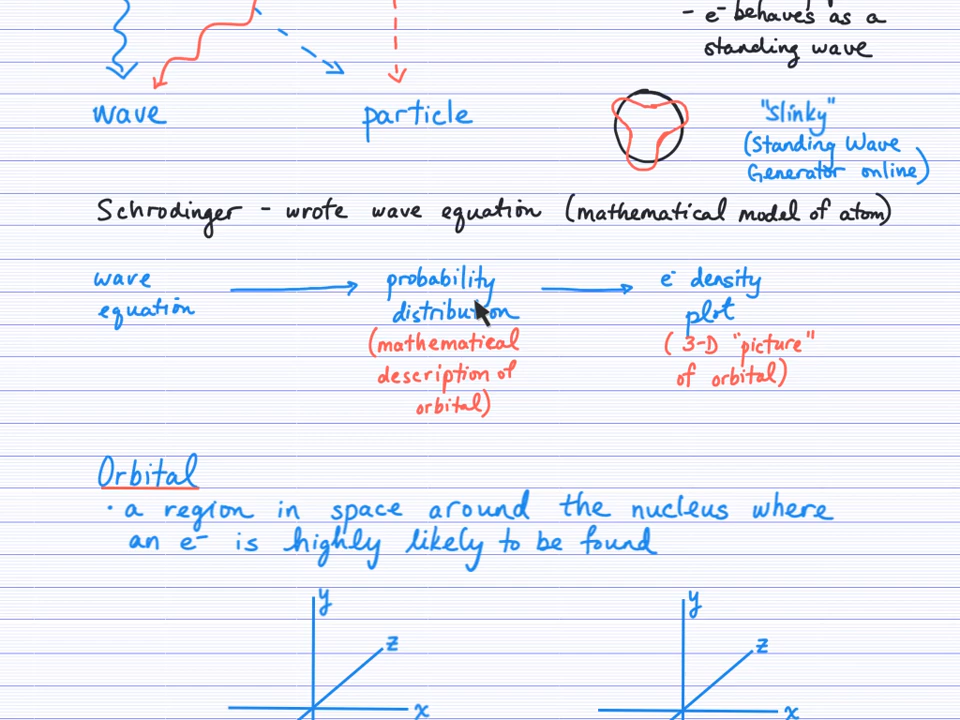 - e⁻ behaves as a
standing wave
wave
particle
"slinky"
(Standing Wave
Generator online)
Schrodinger - wrote wave equation (mathematical model of atom)
wave
equation
probability
distribution
(mathematical
description of
orbital)
e⁻ density
plot
( 3-D "picture"
of orbital)
Orbital
• a region in space around the nucleus where
an e⁻ is highly likely to be found
y
z
x
y
z
x